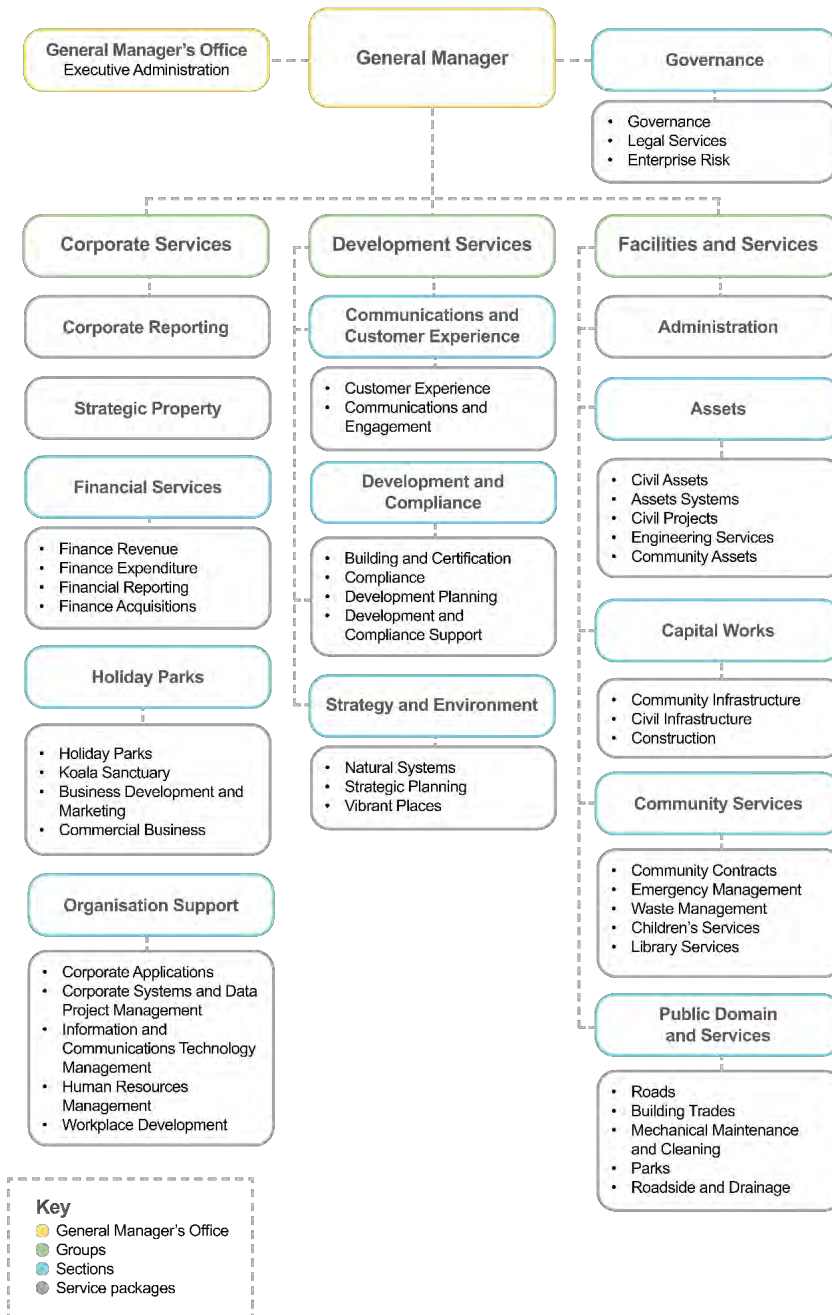 General Manager's Office
Executive Administration
General Manager
Governance
• Governance
• Legal Services
• Enterprise Risk
Corporate Services
Corporate Reporting
Strategic Property
Financial Services
• Finance Revenue
• Finance Expenditure
• Financial Reporting
• Finance Acquisitions
Holiday Parks
• Holiday Parks
• Koala Sanctuary
• Business Development and
Marketing
• Commercial Business
Organisation Support
• Corporate Applications
• Corporate Systems and Data
Project Management
• Information and
Communications Technology
Management
• Human Resources
Management
• Workplace Development
Development Services
Communications and
Customer Experience
• Customer Experience
• Communications and
Engagement
Development and
Compliance
• Building and Certification
• Compliance
• Development Planning
• Development and
Compliance Support
Strategy and Environment
• Natural Systems
• Strategic Planning
• Vibrant Places
Facilities and Services
Administration
Assets
• Civil Assets
• Assets Systems
• Civil Projects
• Engineering Services
• Community Assets
Capital Works
• Community Infrastructure
• Civil Infrastructure
• Construction
Community Services
• Community Contracts
• Emergency Management
• Waste Management
• Children's Services
• Library Services
Public Domain
and Services
• Roads
• Building Trades
• Mechanical Maintenance
and Cleaning
• Parks
• Roadside and Drainage
Key
General Manager's Office
Groups
Sections
Service packages